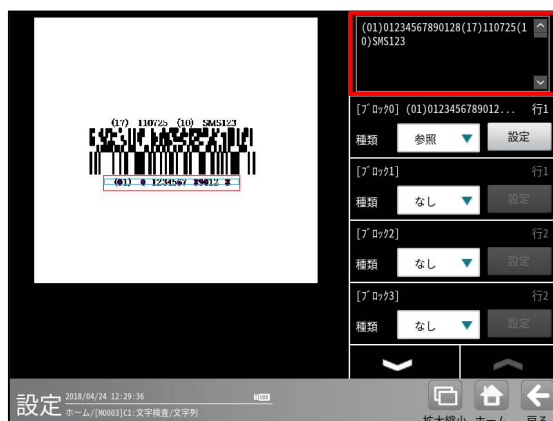 (01)01234567890128(17)110725(1
0)SMS123
(17) 110725 (10) SMS123
(01) 0 1234567 89012 8
[ﾌﾞﾛｯｸ0] (01)0123456789012... 行1
種類 参照 設定
[ﾌﾞﾛｯｸ1] 行1
種類 なし 設定
[ﾌﾞﾛｯｸ2] 行2
種類 なし 設定
[ﾌﾞﾛｯｸ3] 行2
種類 なし 設定
設定 2018/04/24 12:29:36
ホーム/[M0003]C1:文字検査/文字列
拡大縮小 ホーム 戻る